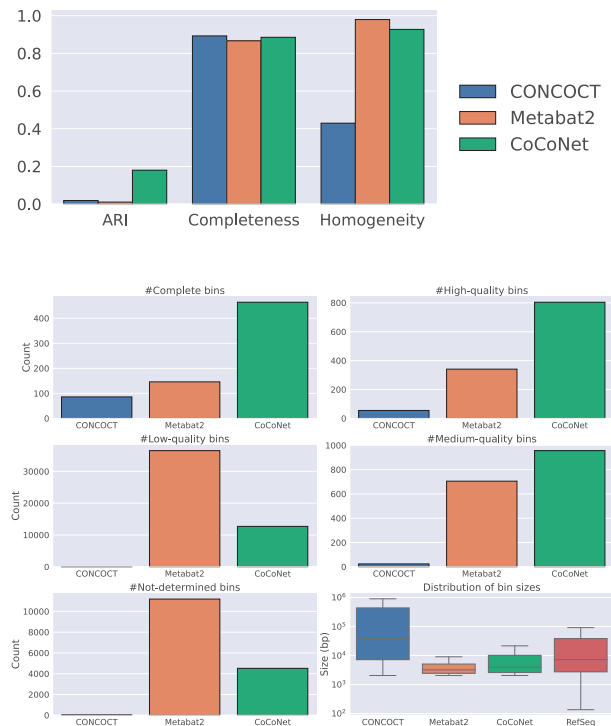 1.0
0.8
0.6
0.4
0.2
0.0
ARI Completeness Homogeneity
CONCOCT
Metabat2
CoCoNet
#Complete bins
400
300
200
100
0
Count
CONCOCT Metabat2 CoCoNet
#High-quality bins
800
600
400
200
0
CONCOCT Metabat2 CoCoNet
#Low-quality bins
30000
20000
10000
0
Count
CONCOCT Metabat2 CoCoNet
#Medium-quality bins
1000
800
600
400
200
0
CONCOCT Metabat2 CoCoNet
#Not-determined bins
10000
8000
6000
4000
2000
0
Count
CONCOCT Metabat2 CoCoNet
Distribution of bin sizes
10⁶
10⁵
10⁴
10³
10²
Size (bp)
CONCOCT Metabat2 CoCoNet RefSeq